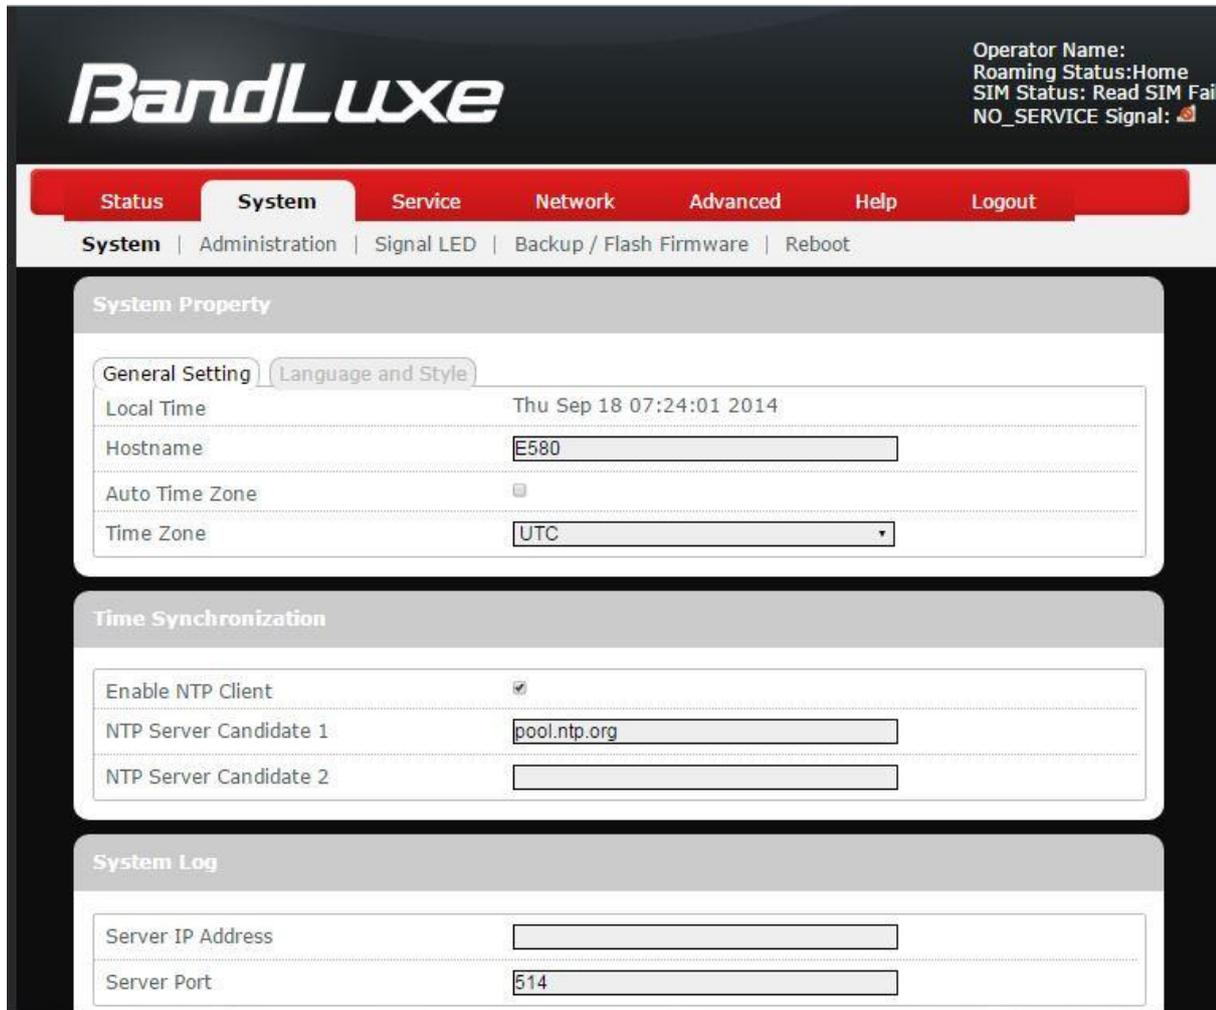 BandLuxe
Operator Name:
Roaming Status:Home
SIM Status: Read SIM Fai
NO_SERVICE Signal:
Status System Service Network Advanced Help Logout
System | Administration | Signal LED | Backup / Flash Firmware | Reboot
System Property
General Setting Language and Style
Local Time Thu Sep 18 07:24:01 2014
Hostname E580
Auto Time Zone
Time Zone UTC
Time Synchronization
Enable NTP Client
NTP Server Candidate 1 pool.ntp.org
NTP Server Candidate 2
System Log
Server IP Address
Server Port 514